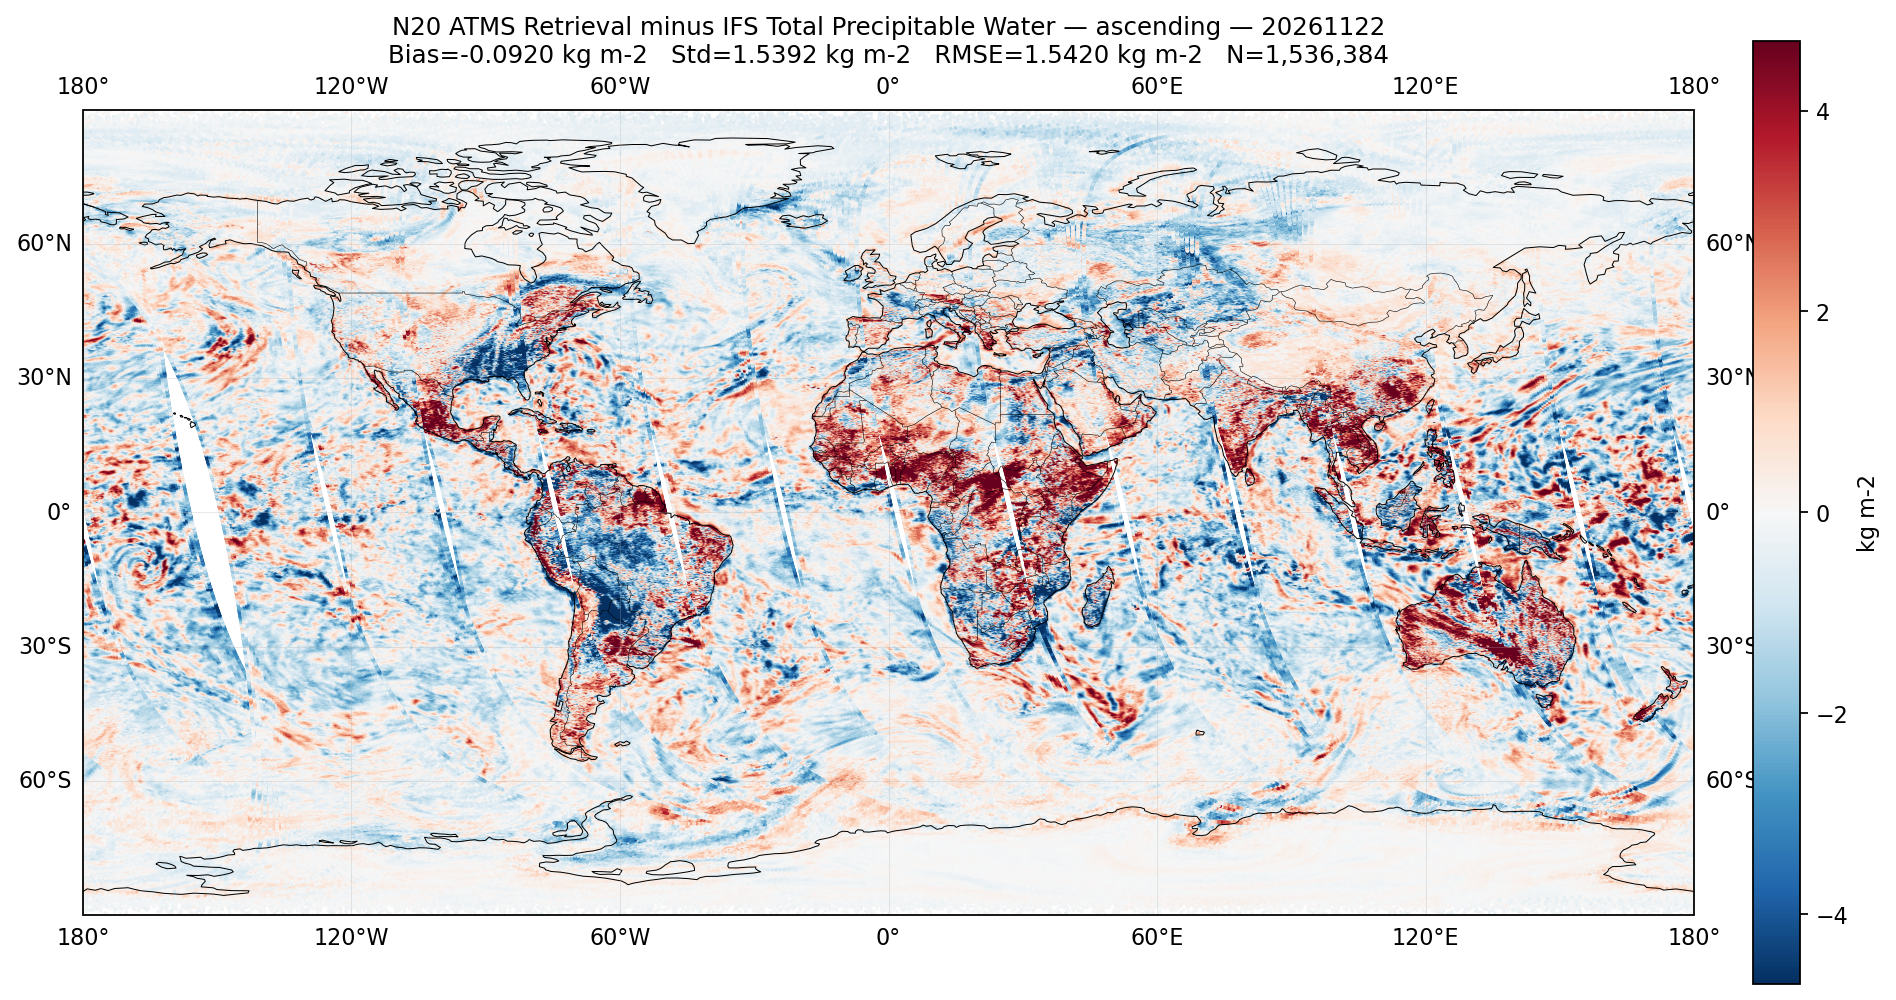 N20 ATMS Retrieval minus IFS Total Precipitable Water — ascending — 20261122
Bias=-0.0920 kg m-2   Std=1.5392 kg m-2   RMSE=1.5420 kg m-2   N=1,536,384
180° 120°W 60°W 0° 60°E 120°E 180°
60°N 60°N
30°N 30°N
0° 0°
30°S 30°S
60°S 60°S
180° 120°W 60°W 0° 60°E 120°E 180°
4
2
0
−2
−4
kg m-2